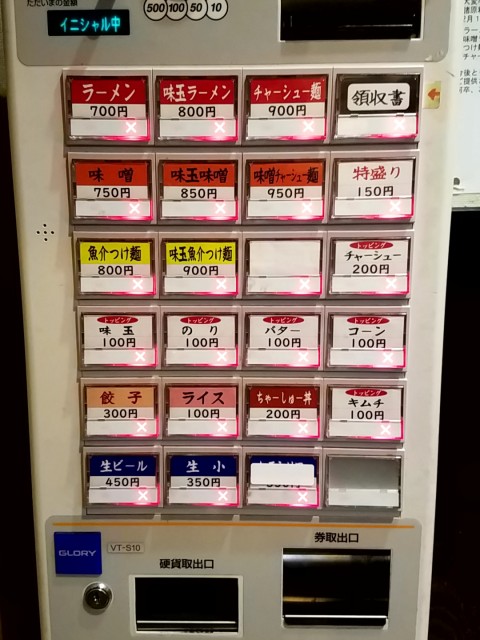 ただいまの金額
イニシャル中
500 100 50 10
ラーメン
700円
味玉ラーメン
800円
チャーシュー麺
900円
領収書
味噌
750円
味玉味噌
850円
味噌チャーシュー麺
950円
特盛り
150円
魚介つけ麺
800円
味玉魚介つけ麺
900円
トッピング
チャーシュー
200円
トッピング
味玉
100円
トッピング
のり
100円
トッピング
バター
100円
トッピング
コーン
100円
餃子
300円
ライス
100円
ちゃーしゅー丼
200円
トッピング
キムチ
100円
生ビール
450円
生小
350円
GLORY
VT-S10
硬貨取出口
券取出口